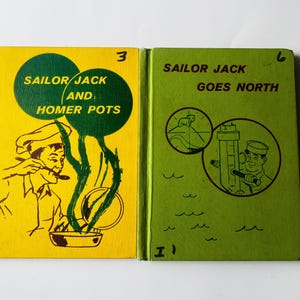 3
SAILOR JACK
AND
HOMER POTS
6
SAILOR JACK
GOES NORTH
I 1